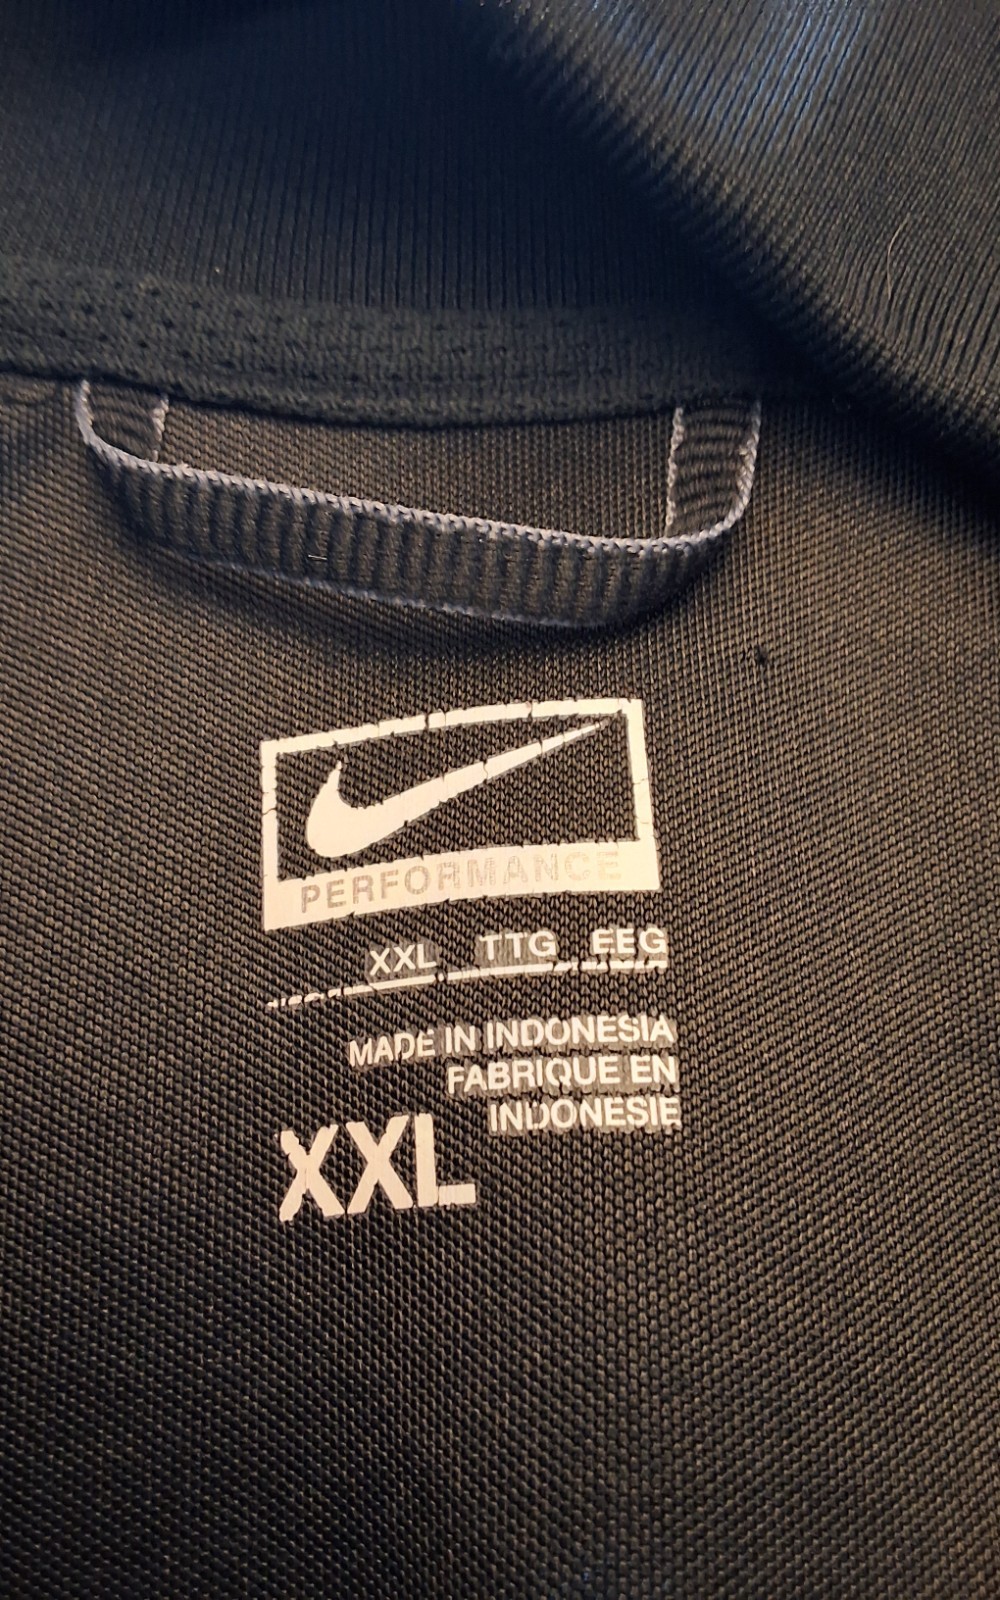 PERFORMANCE
XXL TTG EEG
MADE IN INDONESIA
FABRIQUE EN
INDONESIE
XXL